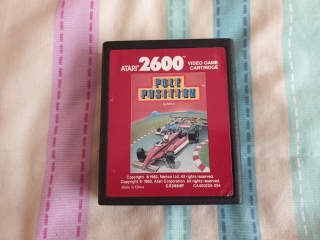 ATARI 2600 VIDEO GAME CARTRIDGE
POLE
POSITION
Copyright © 1982, Namco Ltd. All rights reserved.
Copyright © 1983, Atari Corporation. All rights reserved.
Made in China
CX2694P